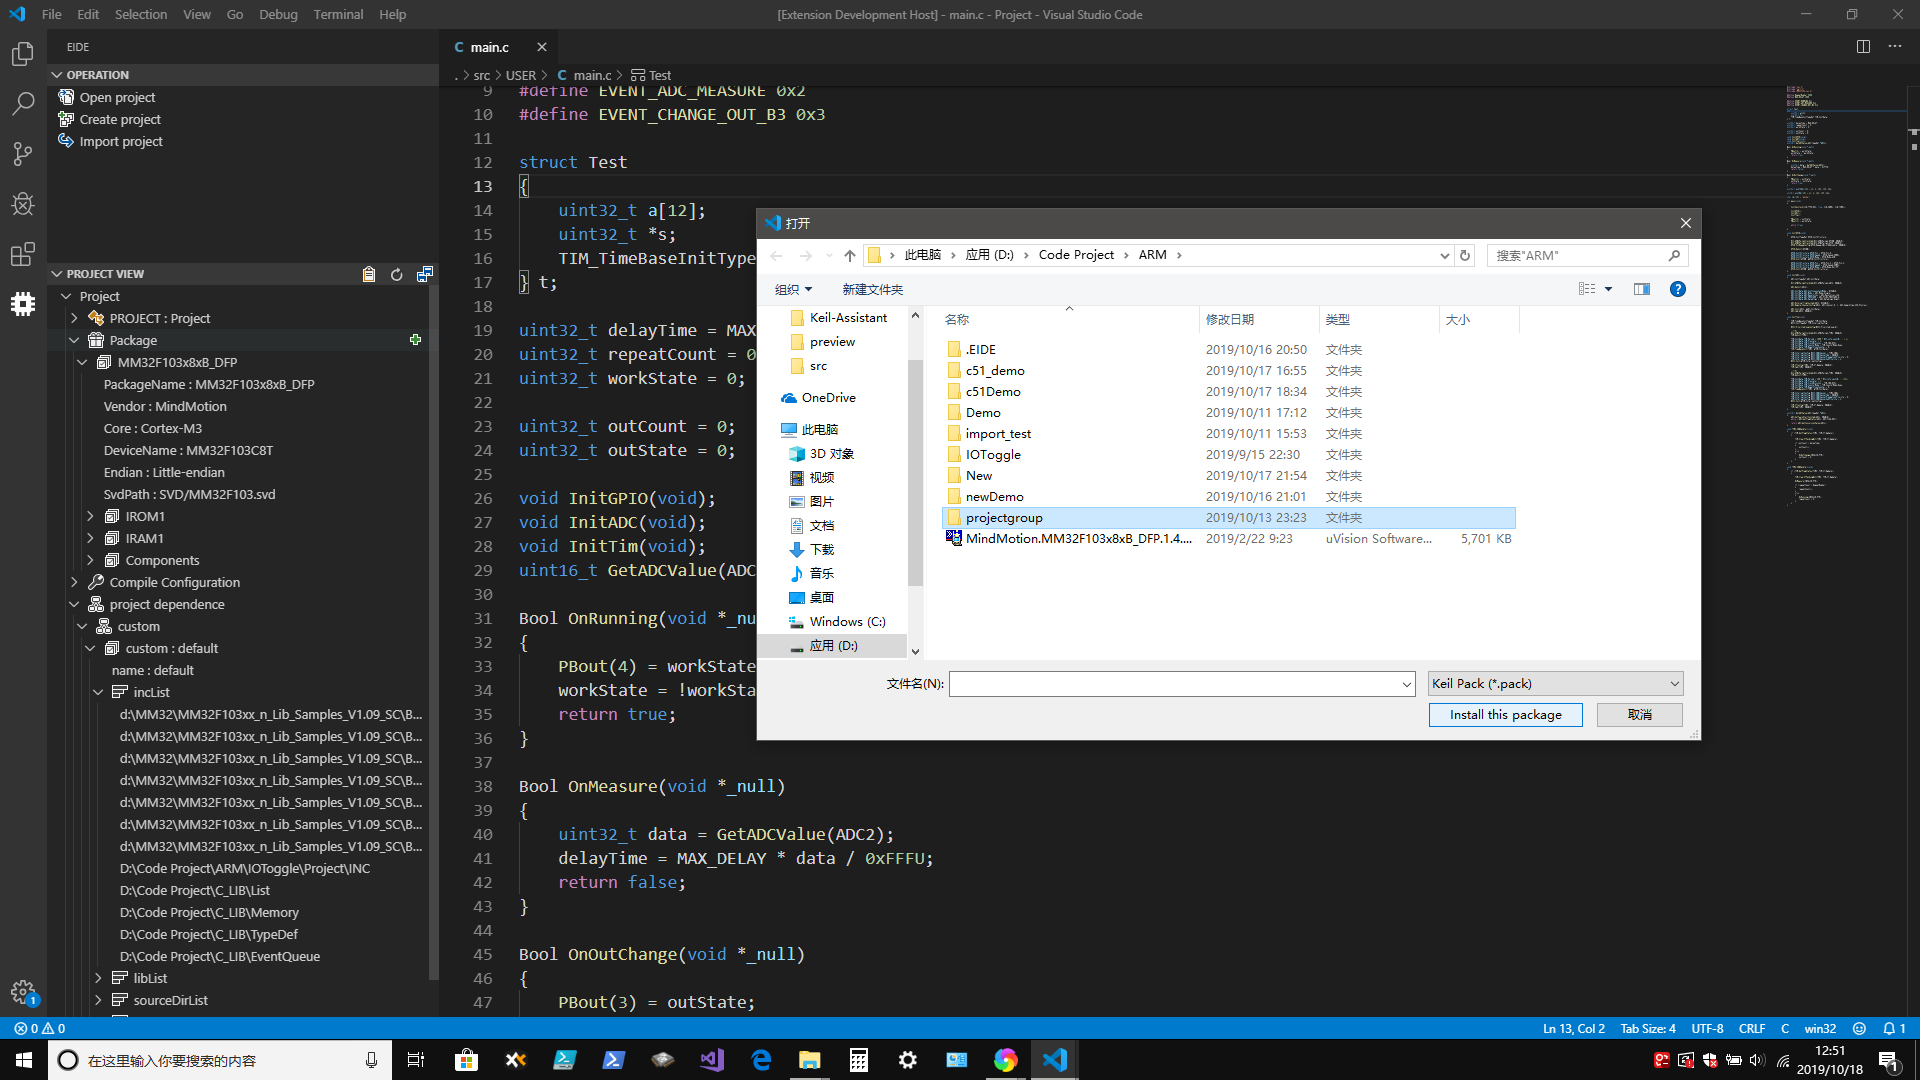 File Edit Selection View Go Debug Terminal Help
[Extension Development Host] - main.c - Project - Visual Studio Code
EIDE
OPERATION
Open project
Create project
Import project
PROJECT VIEW
Project
PROJECT : Project
Package
MM32F103x8xB_DFP
PackageName : MM32F103x8xB_DFP
Vendor : MindMotion
Core : Cortex-M3
DeviceName : MM32F103C8T
Endian : Little-endian
SvdPath : SVD/MM32F103.svd
IROM1
IRAM1
Components
Compile Configuration
project dependence
custom
custom : default
name : default
incList
d:\MM32\MM32F103xx_n_Lib_Samples_V1.09_SC\B...
d:\MM32\MM32F103xx_n_Lib_Samples_V1.09_SC\B...
d:\MM32\MM32F103xx_n_Lib_Samples_V1.09_SC\B...
d:\MM32\MM32F103xx_n_Lib_Samples_V1.09_SC\B...
d:\MM32\MM32F103xx_n_Lib_Samples_V1.09_SC\B...
d:\MM32\MM32F103xx_n_Lib_Samples_V1.09_SC\B...
d:\MM32\MM32F103xx_n_Lib_Samples_V1.09_SC\B...
D:\Code Project\ARM\IOToggle\Project\INC
D:\Code Project\C_LIB\List
D:\Code Project\C_LIB\Memory
D:\Code Project\C_LIB\TypeDef
D:\Code Project\C_LIB\EventQueue
libList
sourceDirList
1
C main.c
. > src > USER > C main.c > Test
9 #define EVENT_ADC_MEASURE 0x2
10 #define EVENT_CHANGE_OUT_B3 0x3
11
12 struct Test
13 {
14 uint32_t a[12];
15 uint32_t *s;
16 TIM_TimeBaseInitType
17 } t;
18
19 uint32_t delayTime = MAX
20 uint32_t repeatCount = 0
21 uint32_t workState = 0;
22
23 uint32_t outCount = 0;
24 uint32_t outState = 0;
25
26 void InitGPIO(void);
27 void InitADC(void);
28 void InitTim(void);
29 uint16_t GetADCValue(ADC
30
31 Bool OnRunning(void *_nu
32 {
33 PBout(4) = workState
34 workState = !workSta
35 return true;
36 }
37
38 Bool OnMeasure(void *_null)
39 {
40 uint32_t data = GetADCValue(ADC2);
41 delayTime = MAX_DELAY * data / 0xFFFU;
42 return false;
43 }
44
45 Bool OnOutChange(void *_null)
46 {
47 PBout(3) = outState;
打开
此电脑 > 应用 (D:) > Code Project > ARM >
搜索"ARM"
组织 新建文件夹
Keil-Assistant
preview
src
OneDrive
此电脑
3D 对象
视频
图片
文档
下载
音乐
桌面
Windows (C:)
应用 (D:)
名称 修改日期 类型 大小
.EIDE 2019/10/16 20:50 文件夹
c51_demo 2019/10/17 16:55 文件夹
c51Demo 2019/10/17 18:34 文件夹
Demo 2019/10/11 17:12 文件夹
import_test 2019/10/11 15:53 文件夹
IOToggle 2019/9/15 22:30 文件夹
New 2019/10/17 21:54 文件夹
newDemo 2019/10/16 21:01 文件夹
projectgroup 2019/10/13 23:23 文件夹
MindMotion.MM32F103x8xB_DFP.1.4.... 2019/2/22 9:23 uVision Software... 5,701 KB
文件名(N):
Keil Pack (*.pack)
Install this package 取消
0 0
Ln 13, Col 2 Tab Size: 4 UTF-8 CRLF C win32 1
在这里输入你要搜索的内容
12:51
2019/10/18
1